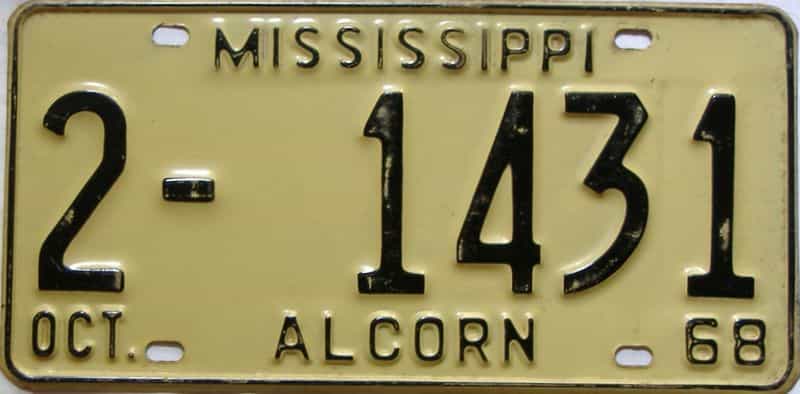 MISSISSIPPI
2 - 1431
OCT. ALCORN 68